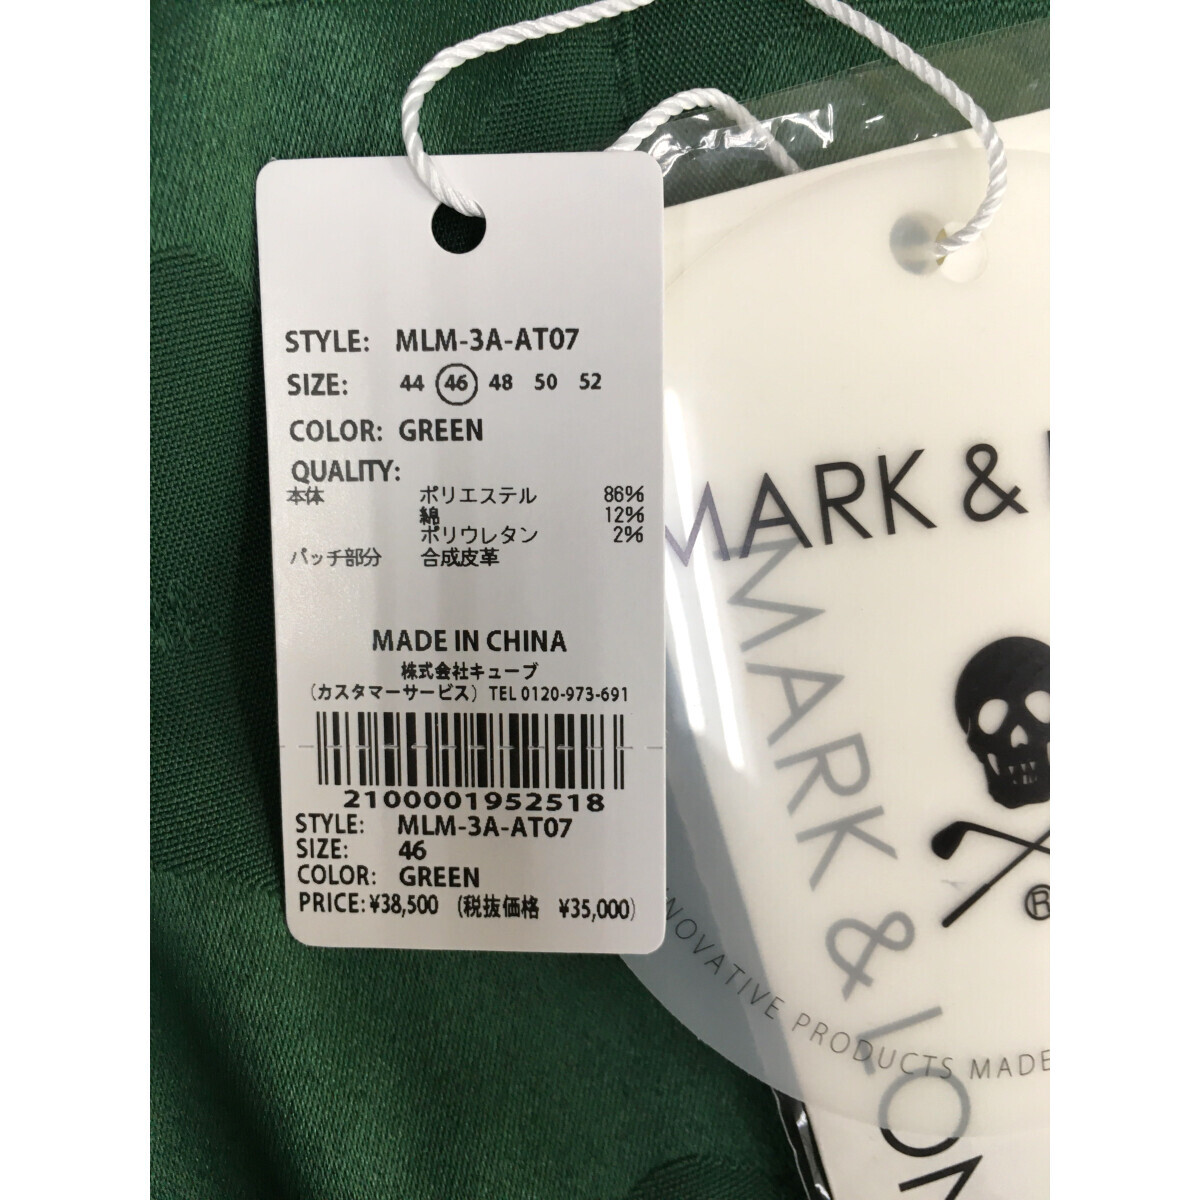 STYLE: MLM-3A-AT07
SIZE: 44 46 48 50 52
COLOR: GREEN
QUALITY:
本体 ポリエステル 86%
綿 12%
ポリウレタン 2%
パッチ部分 合成皮革
MADE IN CHINA
株式会社キューブ
(カスタマーサービス) TEL 0120-973-691
2100001952518
STYLE: MLM-3A-AT07
SIZE: 46
COLOR: GREEN
PRICE: ¥38,500 (税抜価格 ¥35,000)
MARK &
MARK & LON
®
NOVATIVE PRODUCTS MADE